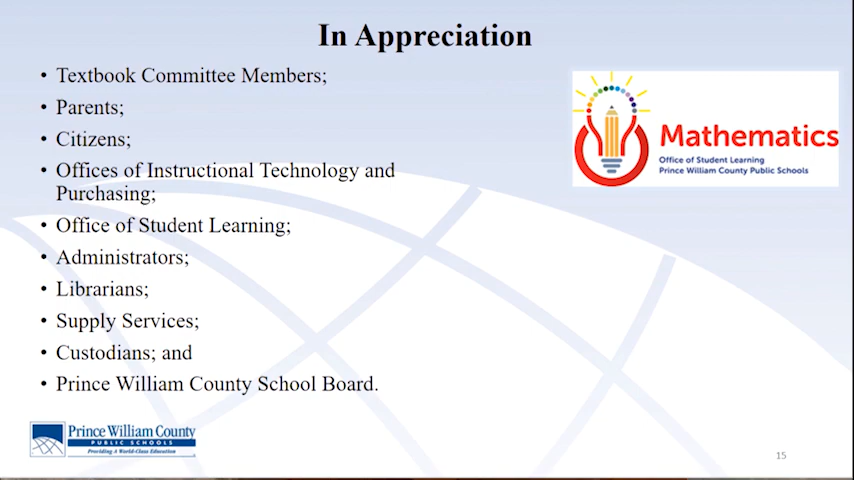 In Appreciation
• Textbook Committee Members;
• Parents;
• Citizens;
• Offices of Instructional Technology and
Purchasing;
• Office of Student Learning;
• Administrators;
• Librarians;
• Supply Services;
• Custodians; and
• Prince William County School Board.
Mathematics
Office of Student Learning
Prince William County Public Schools
Prince William County
PUBLIC SCHOOLS
Providing A World-Class Education
15